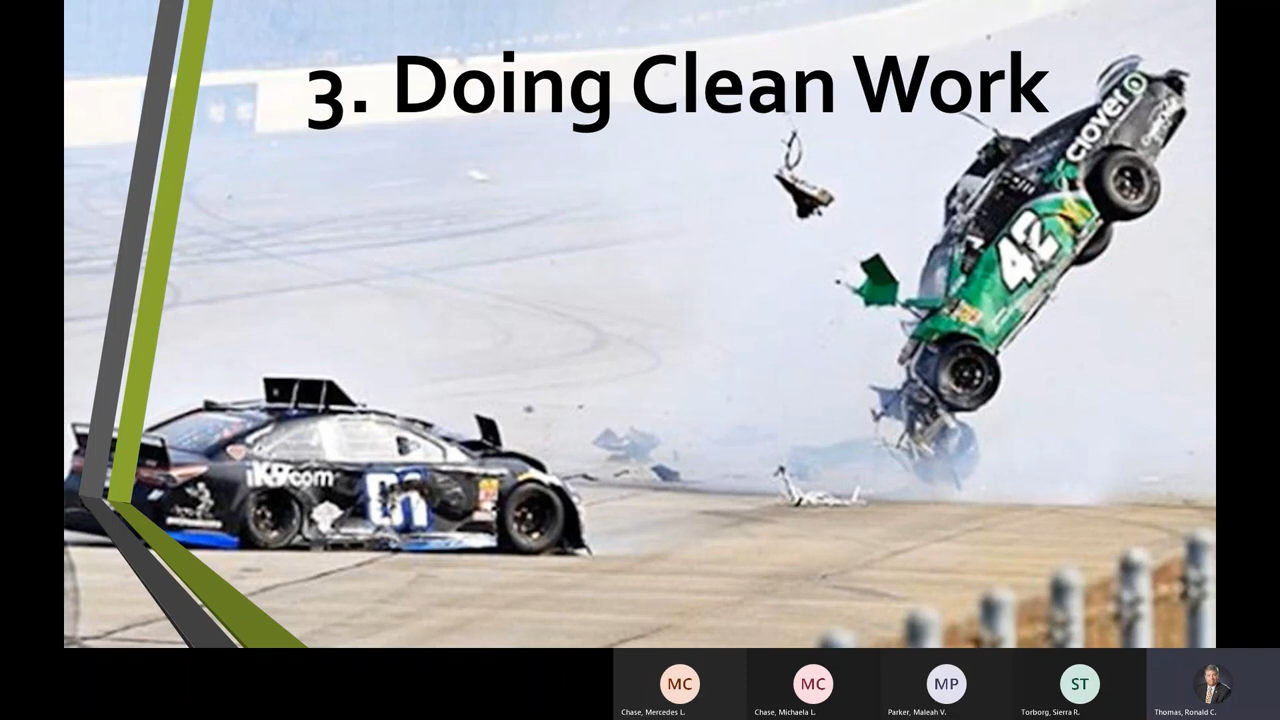 3. Doing Clean Work
clover
42
iK9.com
MC
MC
MP
ST
Chase, Mercedes L.
Chase, Michaela L.
Parker, Maleah V.
Torborg, Sierra R.
Thomas, Ronald C.